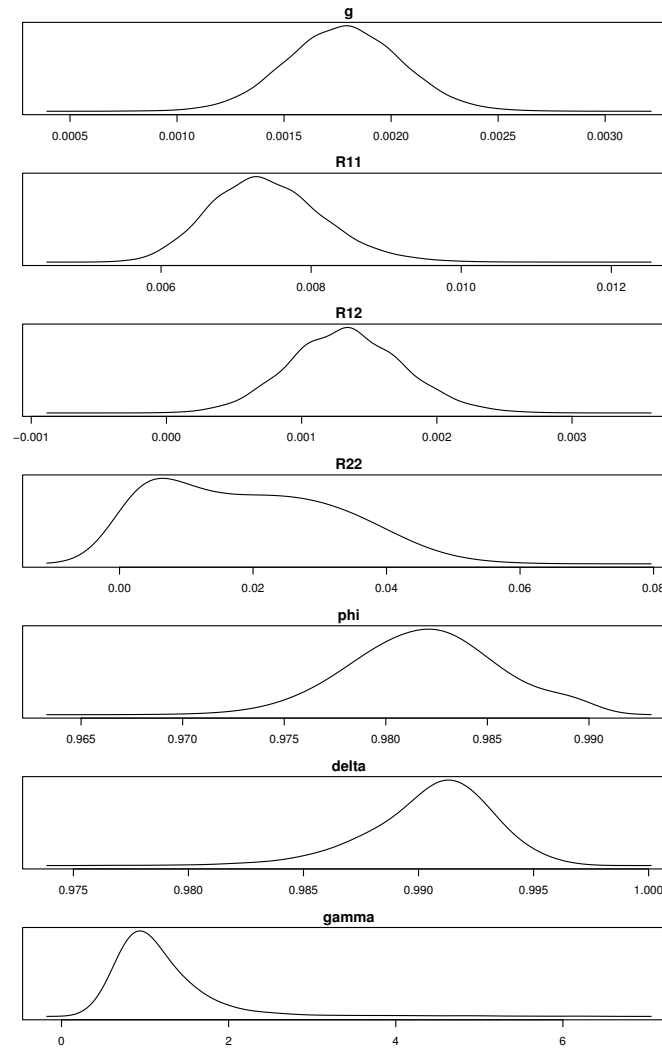 g
0.0005 0.0010 0.0015 0.0020 0.0025 0.0030
R11
0.006 0.008 0.010 0.012
R12
−0.001 0.000 0.001 0.002 0.003
R22
0.00 0.02 0.04 0.06 0.08
phi
0.965 0.970 0.975 0.980 0.985 0.990
delta
0.975 0.980 0.985 0.990 0.995 1.000
gamma
0 2 4 6